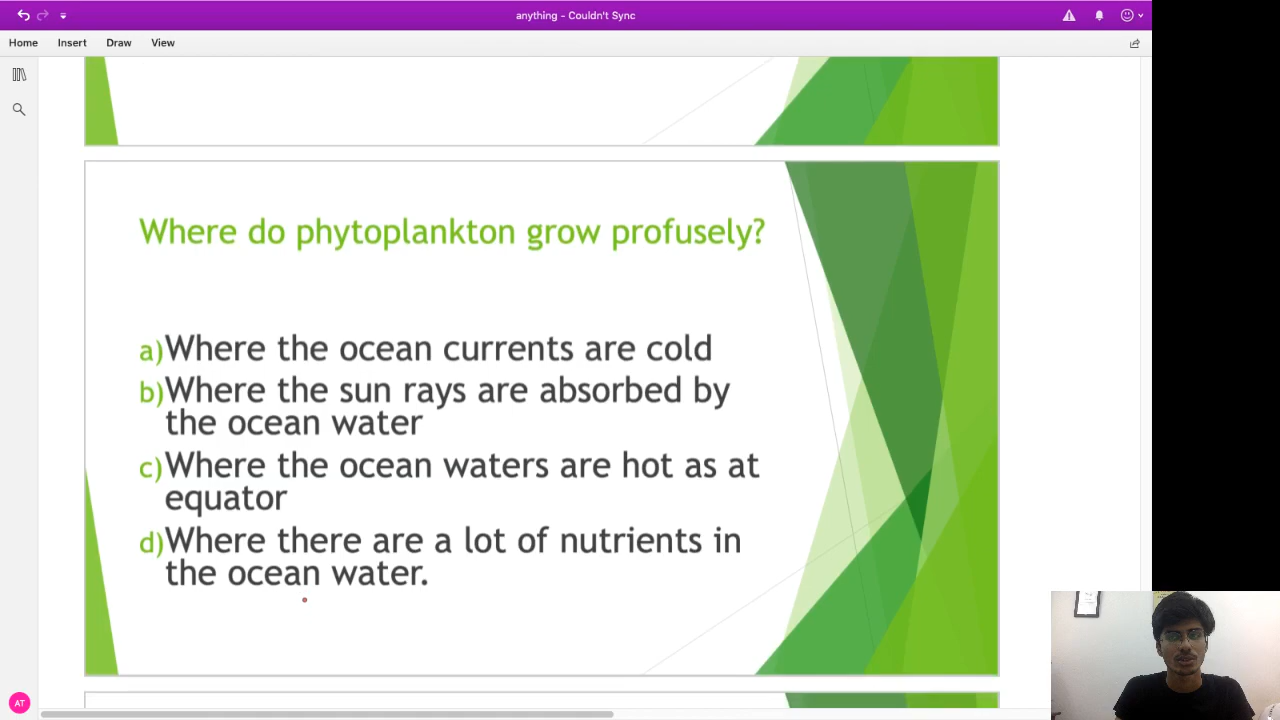 anything - Couldn't Sync
Home Insert Draw View
Where do phytoplankton grow profusely?
a)Where the ocean currents are cold
b)Where the sun rays are absorbed by
the ocean water
c)Where the ocean waters are hot as at
equator
d)Where there are a lot of nutrients in
the ocean water.
AT